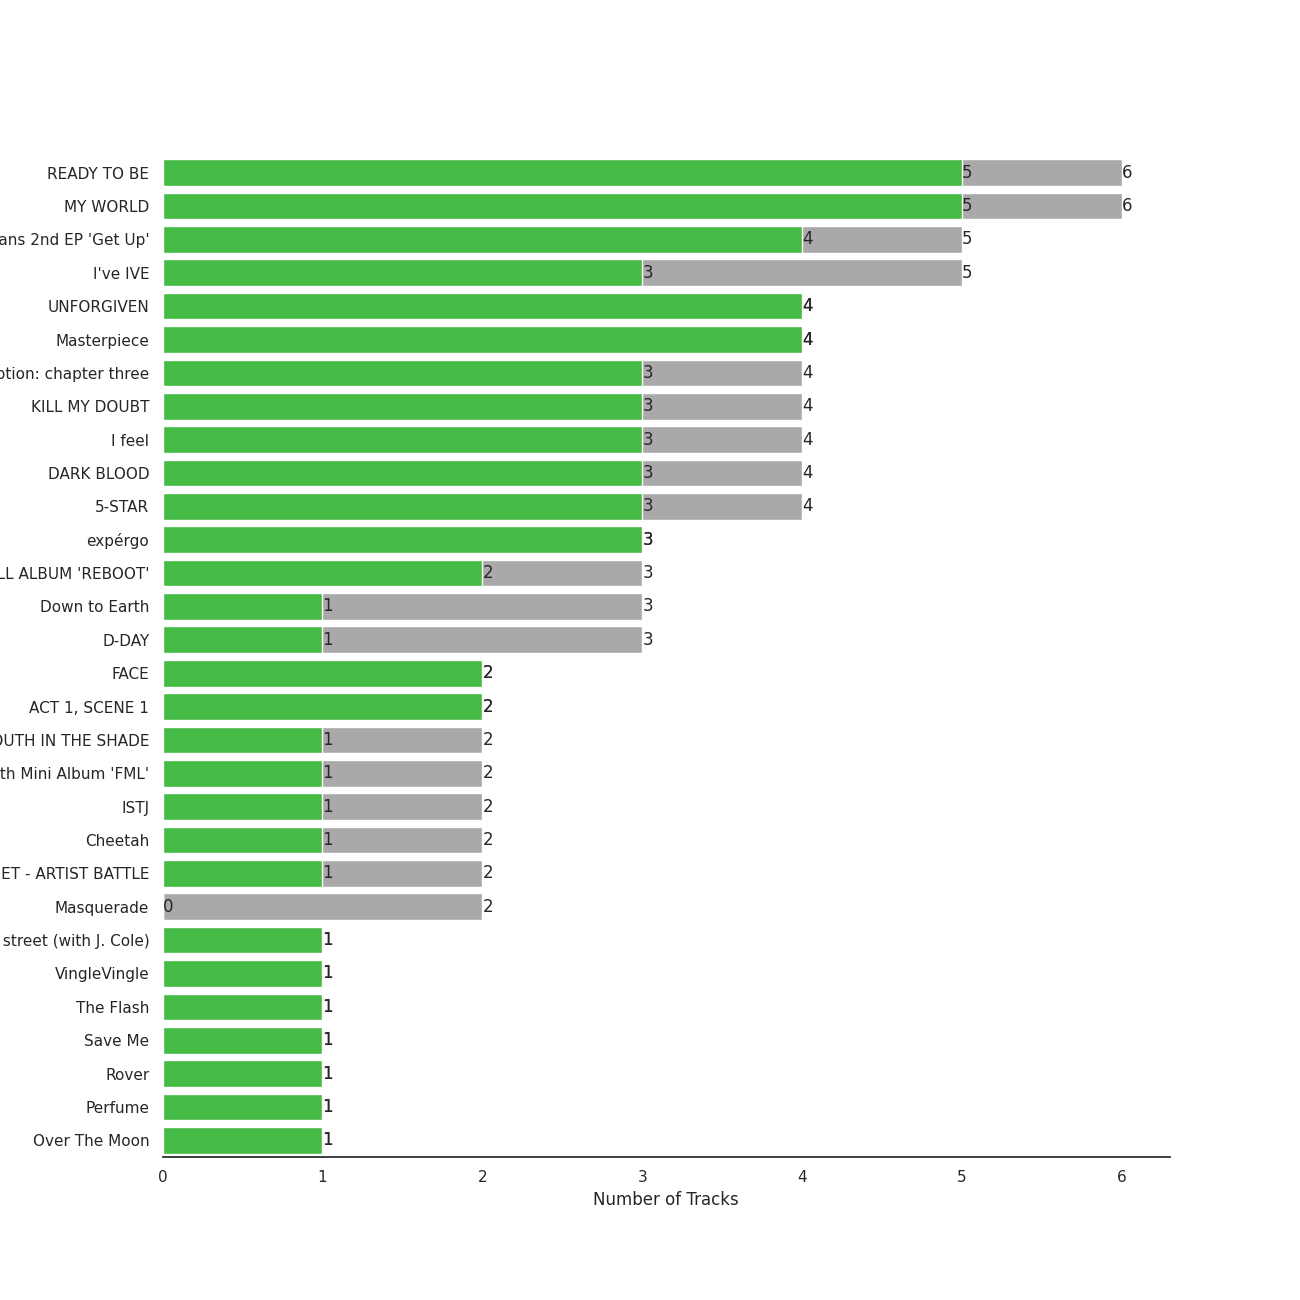 READY TO BE 5 6
MY WORLD 5 6
2nd EP 'Get Up' 4 5
I've IVE 3 5
UNFORGIVEN 4
Masterpiece 4
chapter three 3 4
KILL MY DOUBT 3 4
I feel 3 4
DARK BLOOD 3 4
5-STAR 3 4
expérgo 3
ALBUM 'REBOOT' 2 3
Down to Earth 1 3
D-DAY 1 3
FACE 2
ACT 1, SCENE 1 2
IN THE SHADE 1 2
Mini Album 'FML' 1 2
ISTJ 1 2
Cheetah 1 2
- ARTIST BATTLE 1 2
Masquerade 0 2
street (with J. Cole) 1
VingleVingle 1
The Flash 1
Save Me 1
Rover 1
Perfume 1
Over The Moon 1
0 1 2 3 4 5 6
Number of Tracks